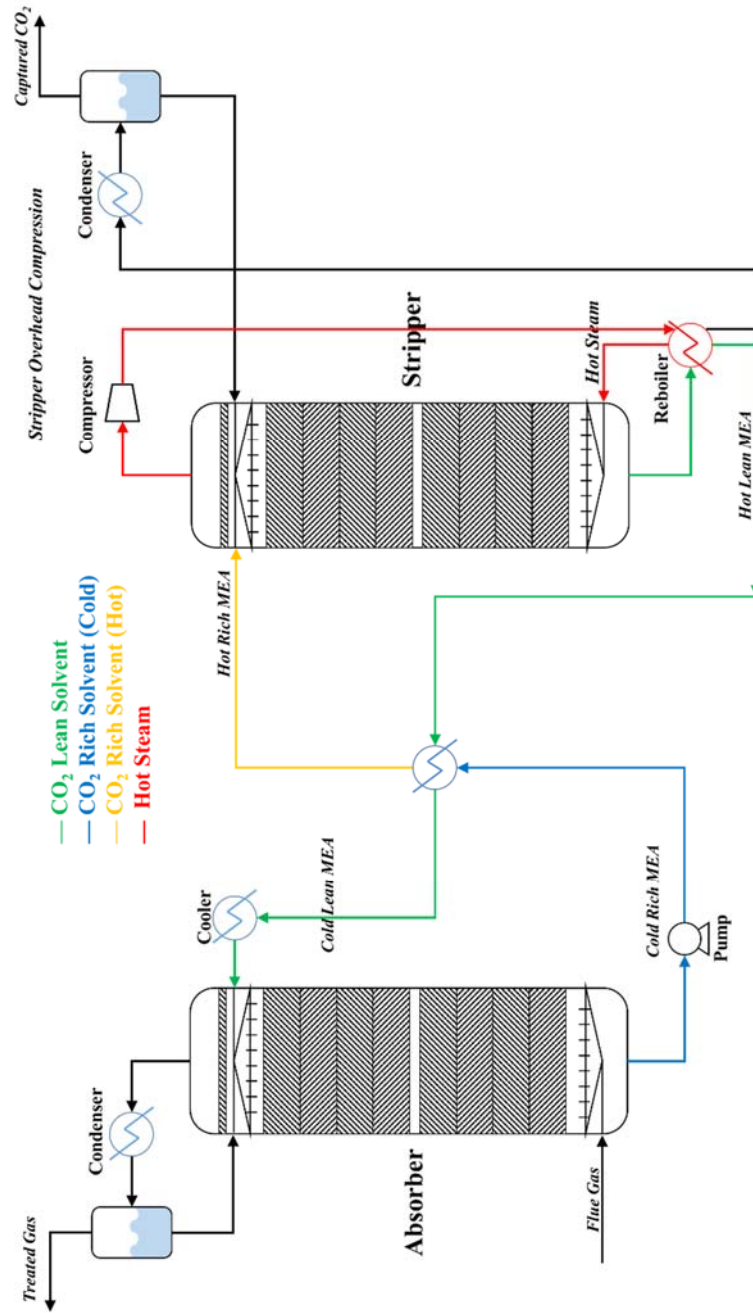 Stripper Overhead Compression
Treated Gas
Condenser
Absorber
Flue Gas
Cooler
Cold Lean MEA
Cold Rich MEA
Pump
— CO₂ Lean Solvent
— CO₂ Rich Solvent (Cold)
— CO₂ Rich Solvent (Hot)
— Hot Steam
Hot Rich MEA
Compressor
Stripper
Hot Steam
Reboiler
Hot Lean MEA
Condenser
Captured CO₂